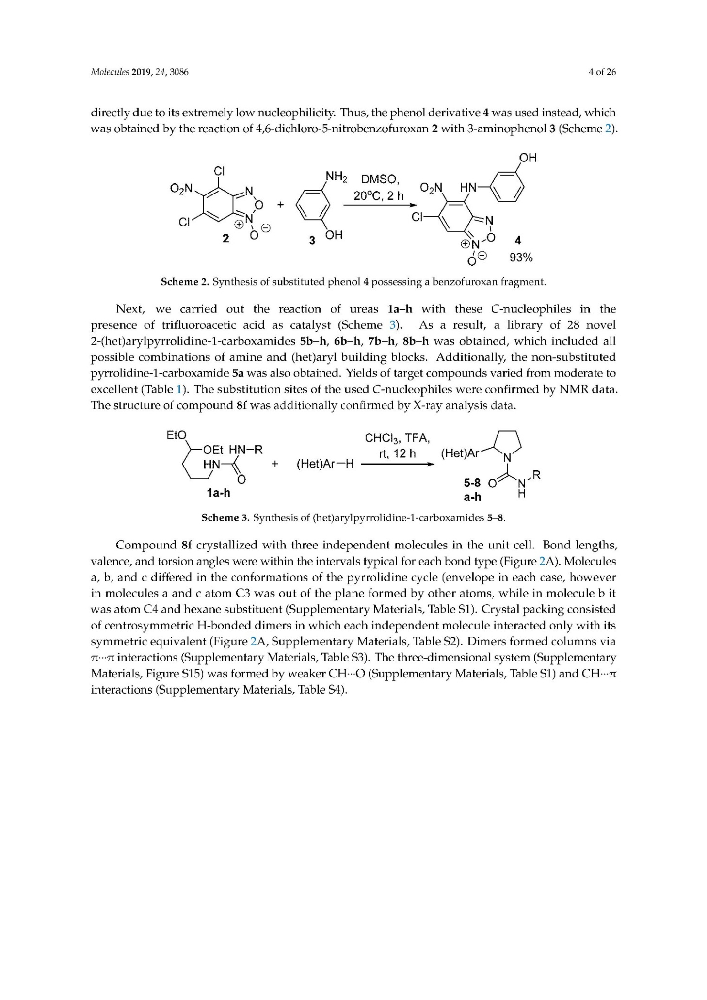 Molecules 2019, 24, 3086
4 of 26
directly due to its extremely low nucleophilicity. Thus, the phenol derivative 4 was used instead, which
was obtained by the reaction of 4,6-dichloro-5-nitrobenzofuroxan 2 with 3-aminophenol 3 (Scheme 2).
Cl
O2N
N
O
Cl
N
⊕
⊖
O
2
+
NH2
OH
3
DMSO,
20°C, 2 h
OH
O2N
HN
Cl
N
O
⊕N
O⊖
4
93%
Scheme 2. Synthesis of substituted phenol 4 possessing a benzofuroxan fragment.
Next, we carried out the reaction of ureas 1a–h with these C-nucleophiles in the
presence of trifluoroacetic acid as catalyst (Scheme 3). As a result, a library of 28 novel
2-(het)arylpyrrolidine-1-carboxamides 5b–h, 6b–h, 7b–h, 8b–h was obtained, which included all
possible combinations of amine and (het)aryl building blocks. Additionally, the non-substituted
pyrrolidine-1-carboxamide 5a was also obtained. Yields of target compounds varied from moderate to
excellent (Table 1). The substitution sites of the used C-nucleophiles were confirmed by NMR data.
The structure of compound 8f was additionally confirmed by X-ray analysis data.
EtO
OEt HN–R
HN
O
1a-h
+
(Het)Ar–H
CHCl3, TFA,
rt, 12 h
(Het)Ar
N
5-8
O
N
H
R
a-h
Scheme 3. Synthesis of (het)arylpyrrolidine-1-carboxamides 5–8.
Compound 8f crystallized with three independent molecules in the unit cell. Bond lengths,
valence, and torsion angles were within the intervals typical for each bond type (Figure 2A). Molecules
a, b, and c differed in the conformations of the pyrrolidine cycle (envelope in each case, however
in molecules a and c atom C3 was out of the plane formed by other atoms, while in molecule b it
was atom C4 and hexane substituent (Supplementary Materials, Table S1). Crystal packing consisted
of centrosymmetric H-bonded dimers in which each independent molecule interacted only with its
symmetric equivalent (Figure 2A, Supplementary Materials, Table S2). Dimers formed columns via
π···π interactions (Supplementary Materials, Table S3). The three-dimensional system (Supplementary
Materials, Figure S15) was formed by weaker CH···O (Supplementary Materials, Table S1) and CH···π
interactions (Supplementary Materials, Table S4).